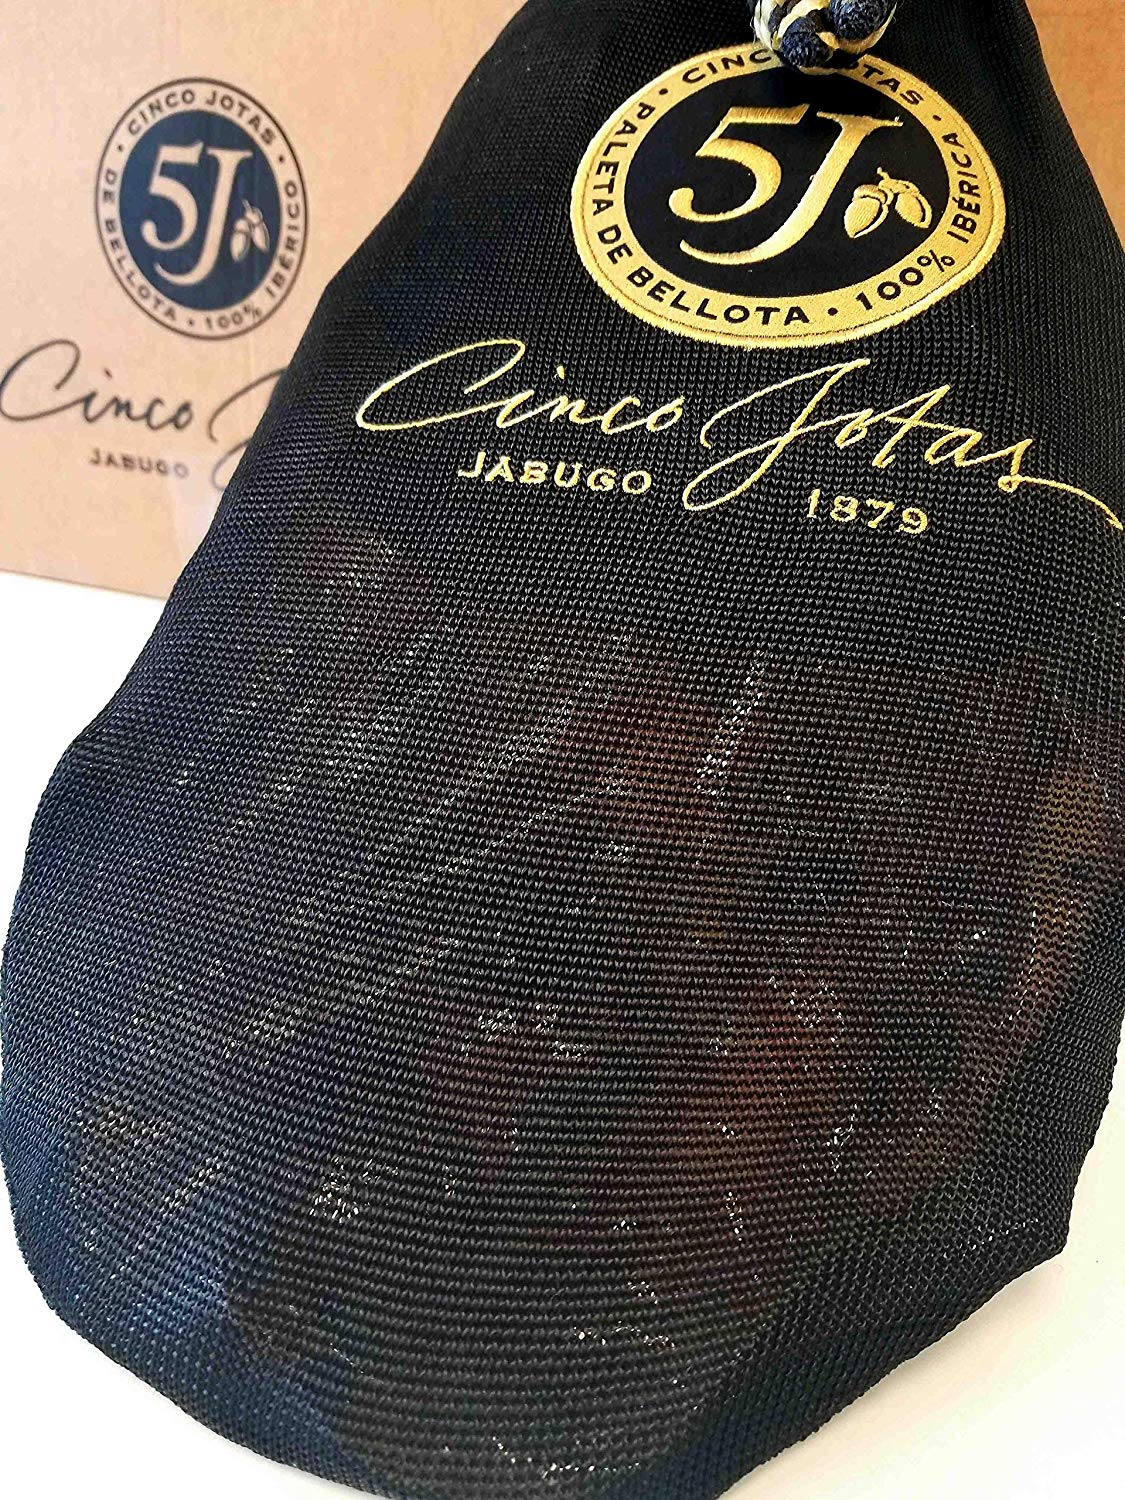 CINCO JOTAS
5J
DE BELLOTA · 100% IBÉRICO
Cinco
JABUGO
CINCO JOTAS
5J
PALETA DE BELLOTA · 100% IBÉRICA
Cinco Jotas
JABUGO 1879